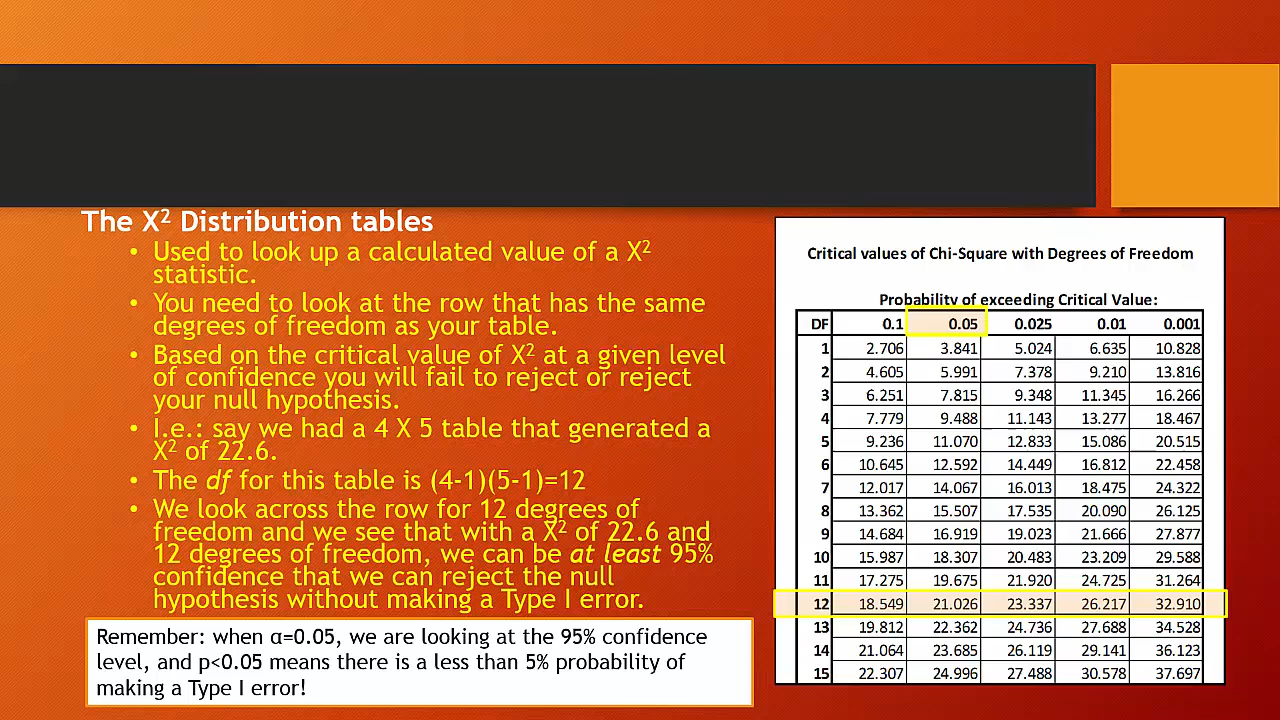 The X² Distribution tables
• Used to look up a calculated value of a X²
statistic.
• You need to look at the row that has the same
degrees of freedom as your table.
• Based on the critical value of X² at a given level
of confidence you will fail to reject or reject
your null hypothesis.
• I.e.: say we had a 4 X 5 table that generated a
X² of 22.6.
• The df for this table is (4-1)(5-1)=12
• We look across the row for 12 degrees of
freedom and we see that with a X² of 22.6 and
12 degrees of freedom, we can be at least 95%
confidence that we can reject the null
hypothesis without making a Type I error.
Remember: when α=0.05, we are looking at the 95% confidence
level, and p<0.05 means there is a less than 5% probability of
making a Type I error!
Critical values of Chi-Square with Degrees of Freedom
Probability of exceeding Critical Value:
DF 0.1 0.05 0.025 0.01 0.001
1 2.706 3.841 5.024 6.635 10.828
2 4.605 5.991 7.378 9.210 13.816
3 6.251 7.815 9.348 11.345 16.266
4 7.779 9.488 11.143 13.277 18.467
5 9.236 11.070 12.833 15.086 20.515
6 10.645 12.592 14.449 16.812 22.458
7 12.017 14.067 16.013 18.475 24.322
8 13.362 15.507 17.535 20.090 26.125
9 14.684 16.919 19.023 21.666 27.877
10 15.987 18.307 20.483 23.209 29.588
11 17.275 19.675 21.920 24.725 31.264
12 18.549 21.026 23.337 26.217 32.910
13 19.812 22.362 24.736 27.688 34.528
14 21.064 23.685 26.119 29.141 36.123
15 22.307 24.996 27.488 30.578 37.697